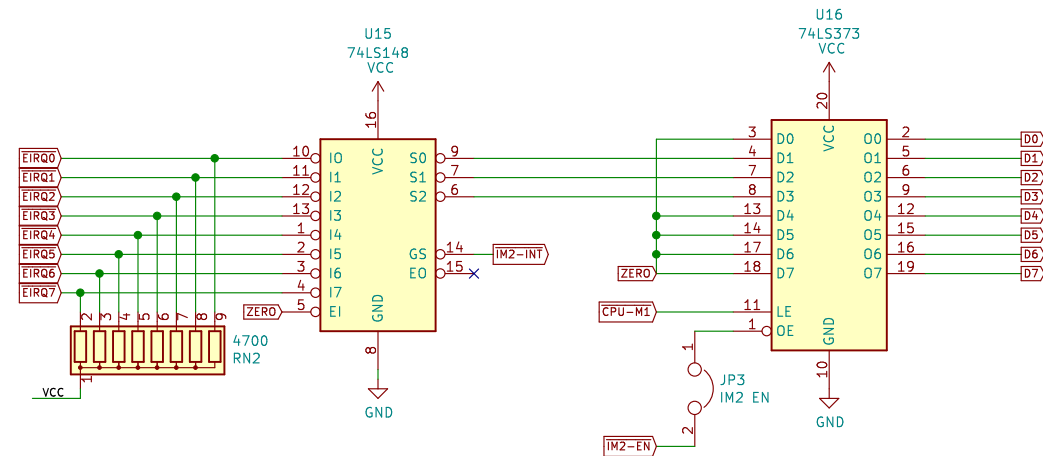 U15
74LS148
VCC
16
VCC
GND
8
GND
EIRQ0
EIRQ1
EIRQ2
EIRQ3
EIRQ4
EIRQ5
EIRQ6
EIRQ7
ZERO
10 I0
11 I1
12 I2
13 I3
1 I4
2 I5
3 I6
4 I7
5 EI
S0 9
S1 7
S2 6
GS 14
EO 15
IM2-INT
2 3 4 5 6 7 8 9
1
4700
RN2
VCC
U16
74LS373
VCC
20
VCC
GND
10
GND
3 D0
4 D1
7 D2
8 D3
13 D4
14 D5
17 D6
18 D7
11 LE
1 OE
O0 2
O1 5
O2 6
O3 9
O4 12
O5 15
O6 16
O7 19
D0
D1
D2
D3
D4
D5
D6
D7
ZERO
CPU-M1
1
JP3
IM2 EN
2
IM2-EN